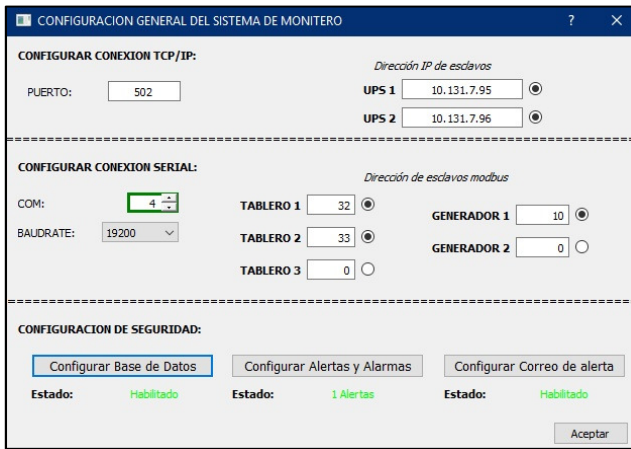 CONFIGURACION GENERAL DEL SISTEMA DE MONITERO
CONFIGURAR CONEXION TCP/IP:
Dirección IP de esclavos
PUERTO: 502
UPS 1 10.131.7.95
UPS 2 10.131.7.96
CONFIGURAR CONEXION SERIAL:
Dirección de esclavos modbus
COM: 4
BAUDRATE: 19200
TABLERO 1 32
TABLERO 2 33
TABLERO 3 0
GENERADOR 1 10
GENERADOR 2 0
CONFIGURACION DE SEGURIDAD:
Configurar Base de Datos
Configurar Alertas y Alarmas
Configurar Correo de alerta
Estado: Habilitado
Estado: 1 Alertas
Estado: Habilitado
Aceptar